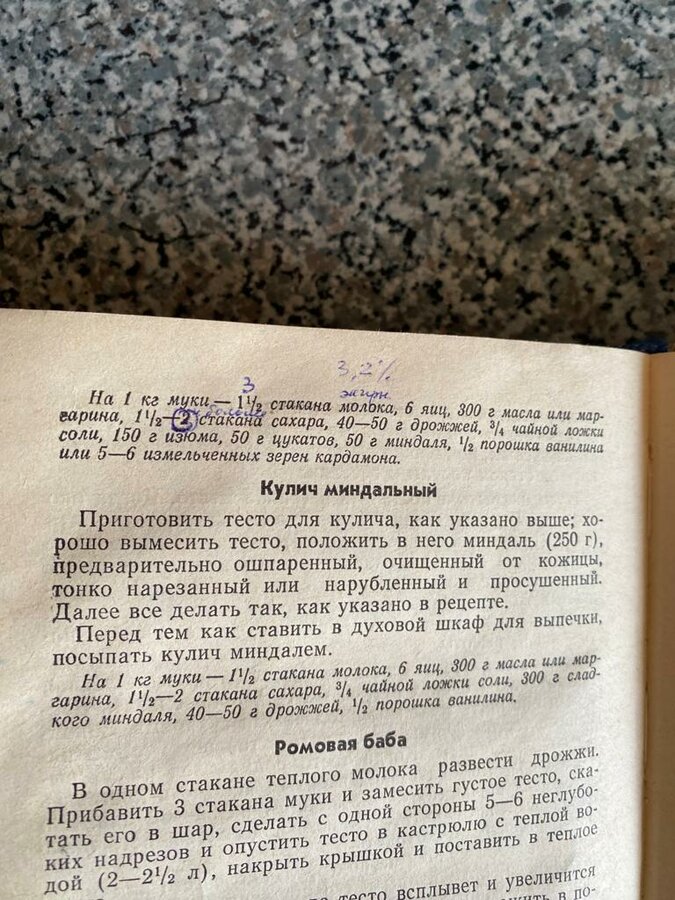 3,2%
3
На 1 кг муки — 1½ стакана молока, 6 яиц, 300 г масла или мар-
гарина, 1½—2 стакана сахара, 40—50 г дрожжей, ¾ чайной ложки
соли, 150 г изюма, 50 г цукатов, 50 г миндаля, ½ порошка ванилина
или 5—6 измельченных зерен кардамона.
Кулич миндальный
Приготовить тесто для кулича, как указано выше; хо-
рошо вымесить тесто, положить в него миндаль (250 г),
предварительно ошпаренный, очищенный от кожицы,
тонко нарезанный или нарубленный и просушенный.
Далее все делать так, как указано в рецепте.
Перед тем как ставить в духовой шкаф для выпечки,
посыпать кулич миндалем.
На 1 кг муки — 1½ стакана молока, 6 яиц, 300 г масла или мар-
гарина, 1½—2 стакана сахара, ¾ чайной ложки соли, 300 г слад-
кого миндаля, 40—50 г дрожжей, ½ порошка ванилина.
Ромовая баба
В одном стакане теплого молока развести дрожжи.
Прибавить 3 стакана муки и замесить густое тесто, ска-
тать его в шар, сделать с одной стороны 5—6 неглубо-
ких надрезов и опустить тесто в кастрюлю с теплой во-
дой (2—2½ л), накрыть крышкой и поставить в теплое
тесто всплывет и увеличится
в по-